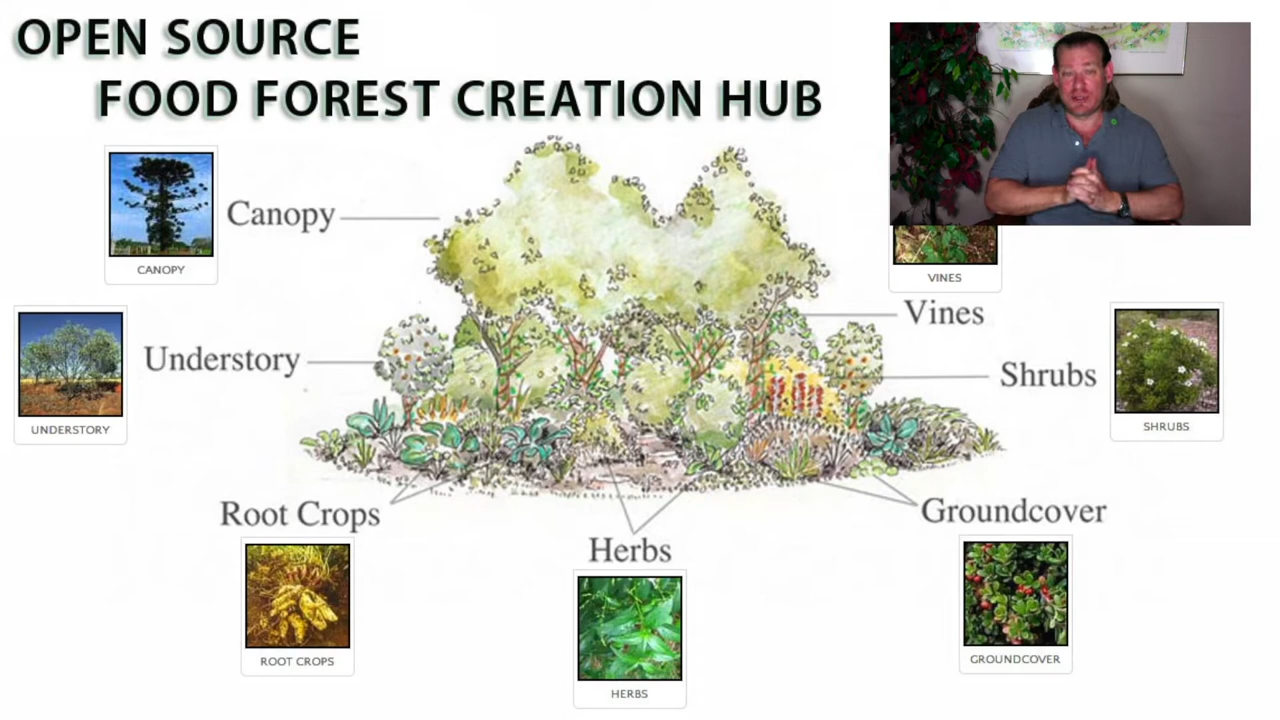 OPEN SOURCE
FOOD FOREST CREATION HUB
Canopy
CANOPY
VINES
Vines
Understory
UNDERSTORY
Shrubs
SHRUBS
Root Crops
ROOT CROPS
Herbs
HERBS
Groundcover
GROUNDCOVER